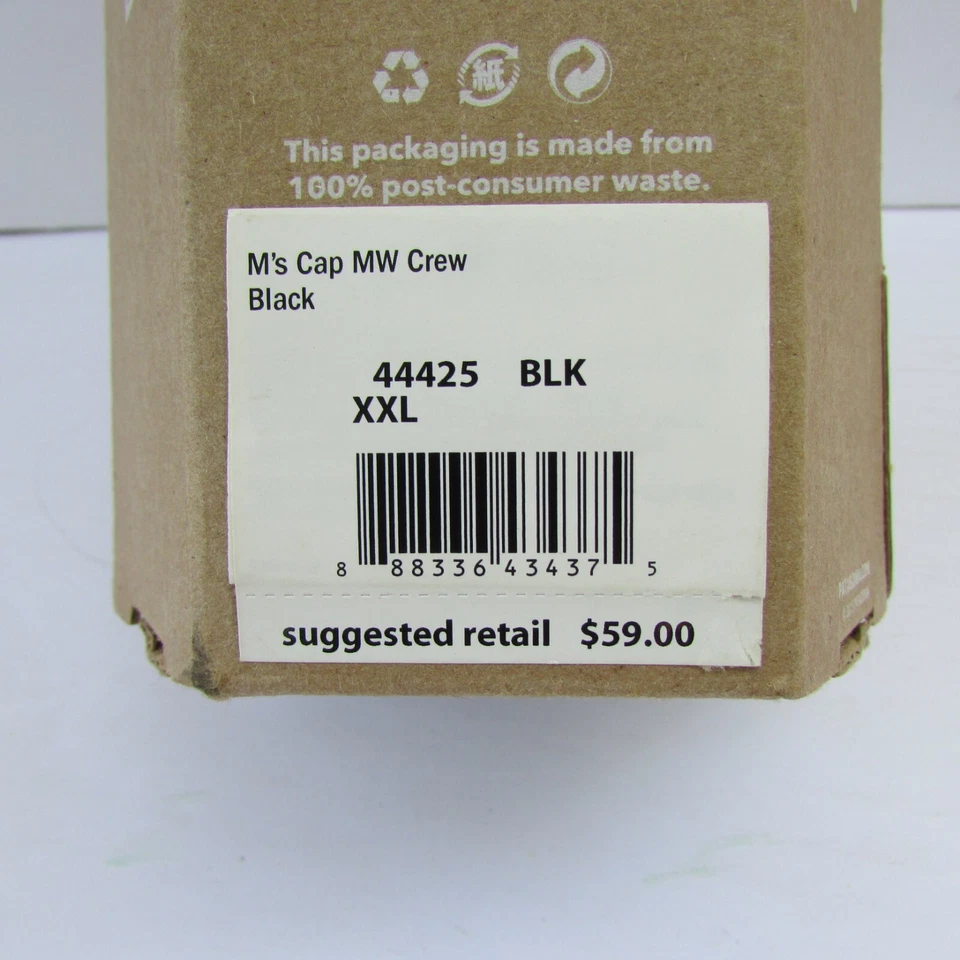 紙
This packaging is made from
100% post-consumer waste.
M's Cap MW Crew
Black
44425 BLK
XXL
8 88336 43437 5
suggested retail $59.00